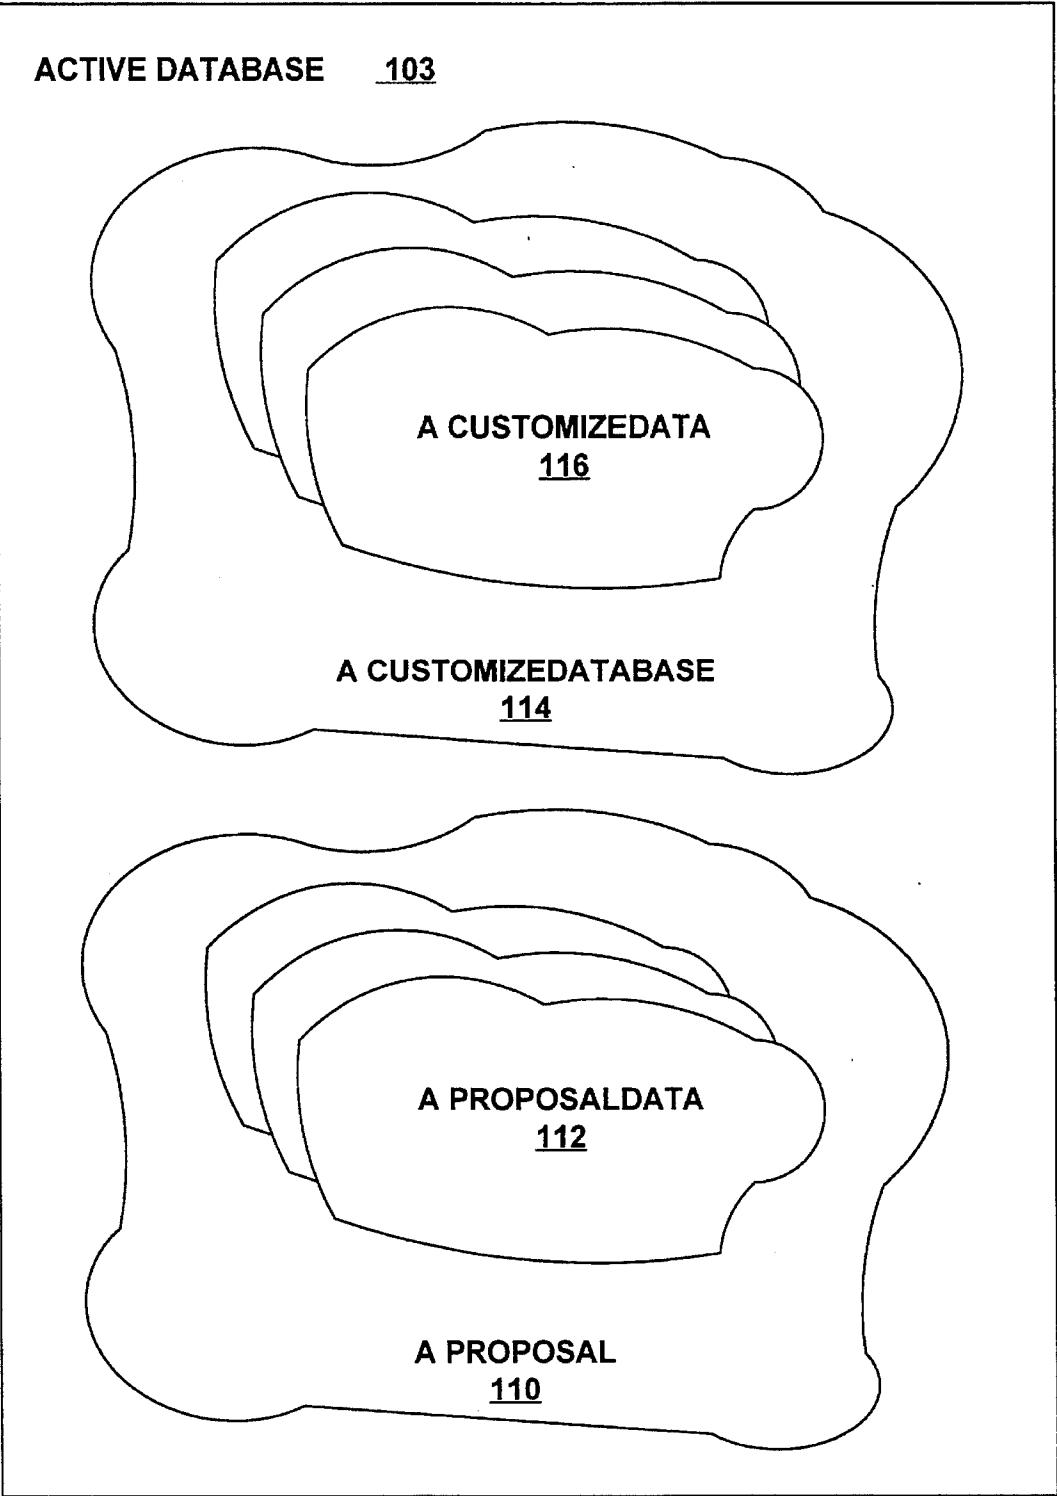 ACTIVE DATABASE 103
A CUSTOMIZEDATA
116
A CUSTOMIZEDATABASE
114
A PROPOSALDATA
112
A PROPOSAL
110